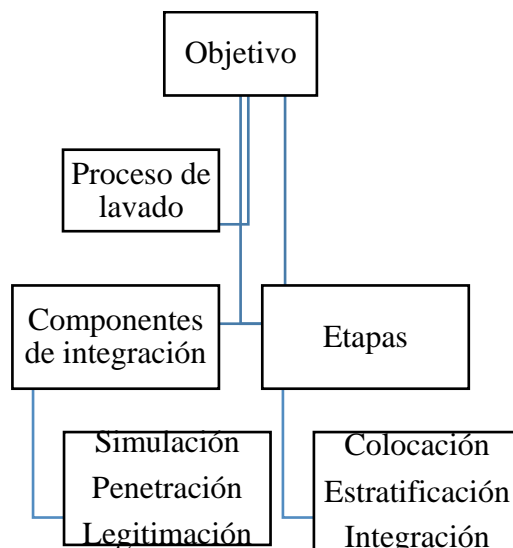 Objetivo
Proceso de
lavado
Componentes
de integración
Etapas
Simulación
Penetración
Legitimación
Colocación
Estratificación
Integración